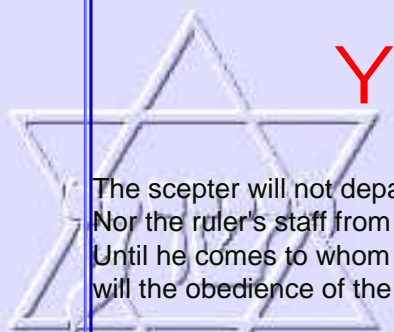 Y
The scepter will not depa
Nor the ruler's staff from
Until he comes to whom
will the obedience of the